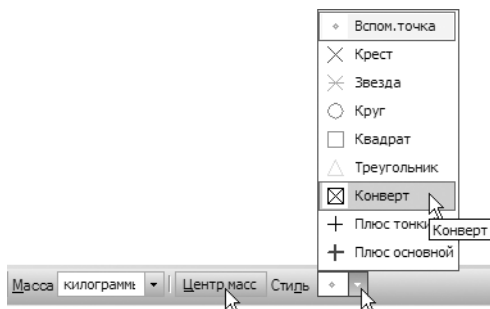 Вспом.точка
Крест
Звезда
Круг
Квадрат
Треугольник
Конверт
Плюс тонки
Конверт
Плюс основной
Масса килограммы Центр масс Стиль